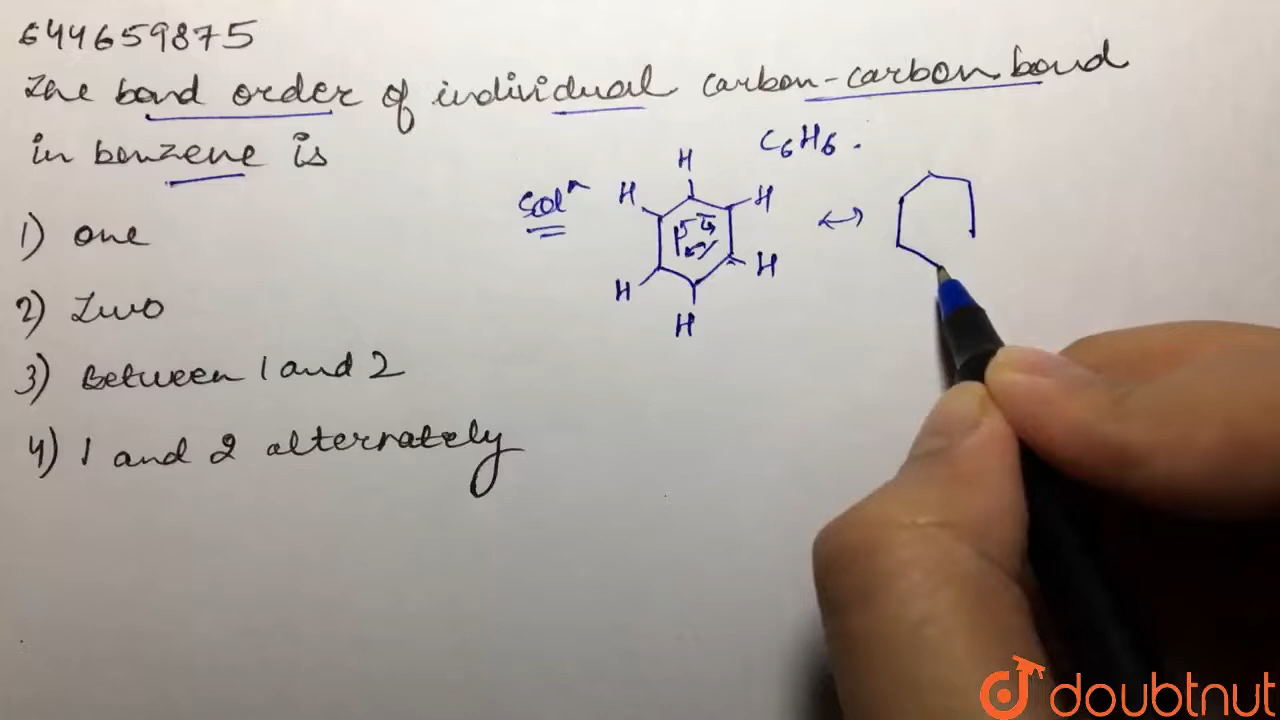 644659875
The bond order of individual carbon-carbon bond
in benzene is
C6H6.
Soln
H
H
H
H
H
H
1) one
2) Two
3) Between 1 and 2
4) 1 and 2 alternately
doubtnut